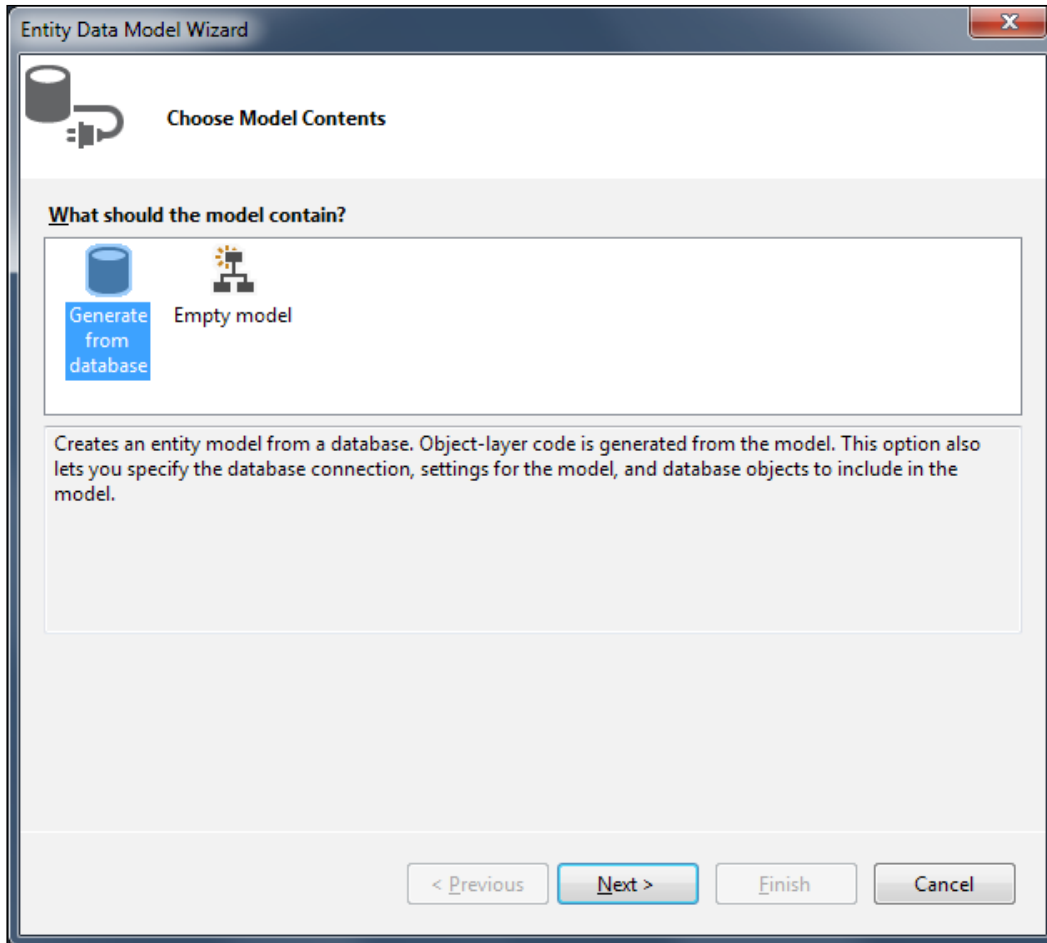 Entity Data Model Wizard
x
Choose Model Contents
What should the model contain?
Generate
from
database
Empty model
Creates an entity model from a database. Object-layer code is generated from the model. This option also
lets you specify the database connection, settings for the model, and database objects to include in the
model.
< Previous
Next >
Finish
Cancel